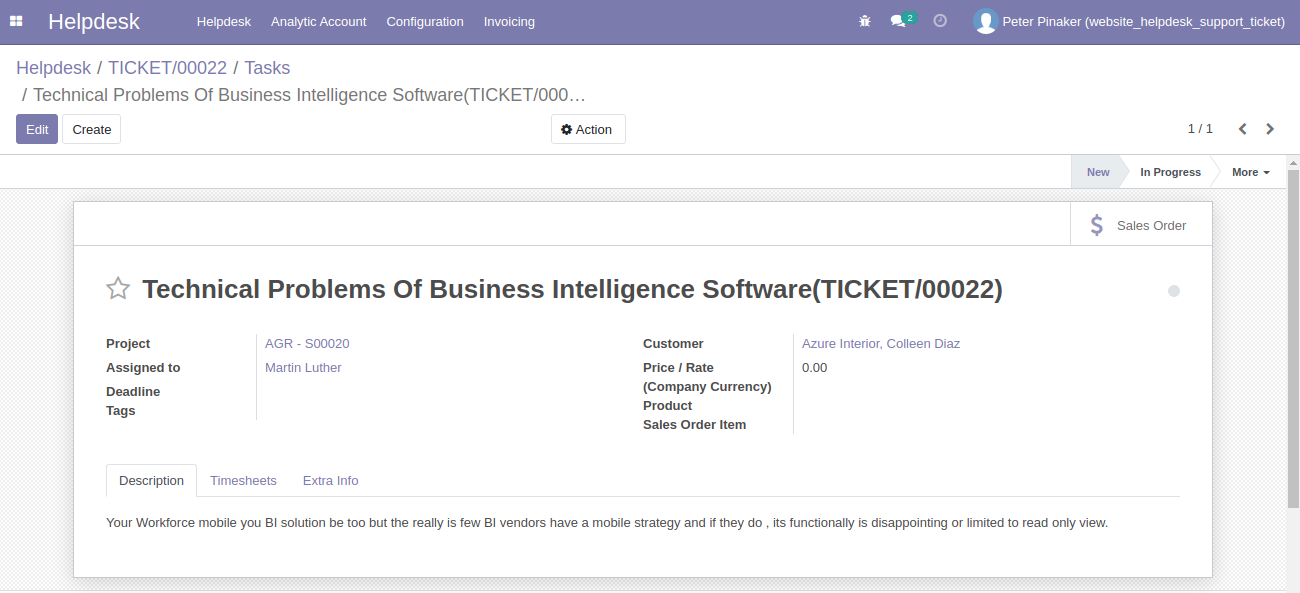 Helpdesk Helpdesk Analytic Account Configuration Invoicing 2 Peter Pinaker (website_helpdesk_support_ticket)
Helpdesk / TICKET/00022 / Tasks
/ Technical Problems Of Business Intelligence Software(TICKET/000…
Edit Create Action 1 / 1
New In Progress More
$ Sales Order
Technical Problems Of Business Intelligence Software(TICKET/00022)
Project AGR - S00020
Assigned to Martin Luther
Deadline
Tags
Customer Azure Interior, Colleen Diaz
Price / Rate 0.00
(Company Currency)
Product
Sales Order Item
Description Timesheets Extra Info
Your Workforce mobile you BI solution be too but the really is few BI vendors have a mobile strategy and if they do , its functionally is disappointing or limited to read only view.